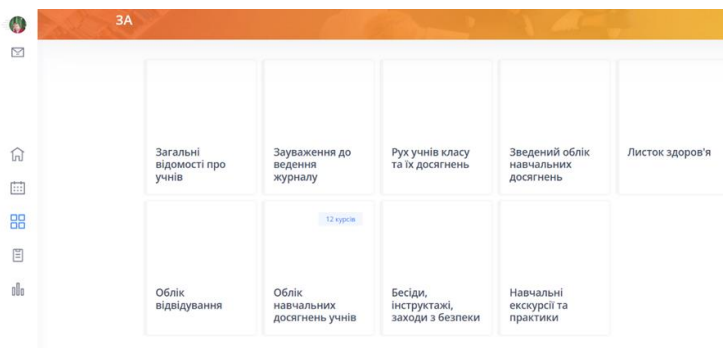 3А
Загальні
відомості про
учнів
Зауваження до
ведення
журналу
Рух учнів класу
та їх досягнень
Зведений облік
навчальних
досягнень
Листок здоров'я
Облік
відвідування
12 курсів
Облік
навчальних
досягнень учнів
Бесіди,
інструктажі,
заходи з безпеки
Навчальні
екскурсії та
практики